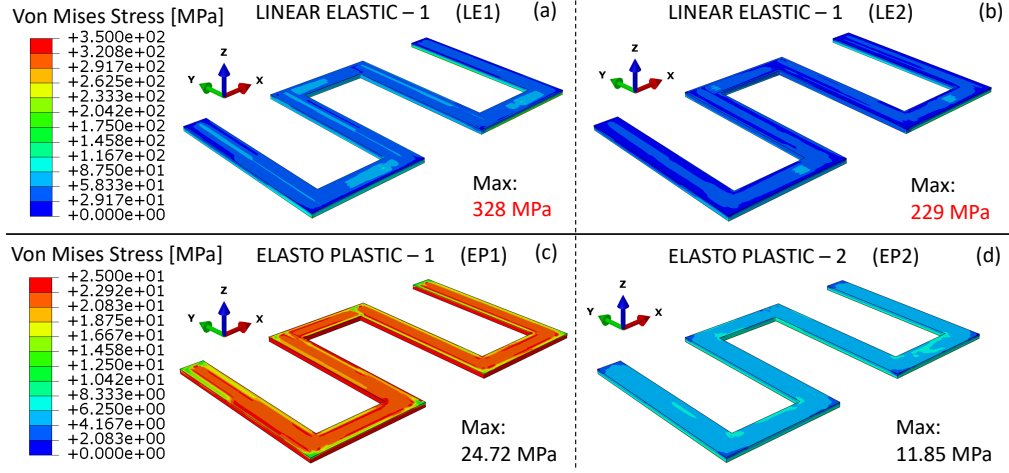 Von Mises Stress [MPa]
+3.500e+02
+3.208e+02
+2.917e+02
+2.625e+02
+2.333e+02
+2.042e+02
+1.750e+02
+1.458e+02
+1.167e+02
+8.750e+01
+5.833e+01
+2.917e+01
+0.000e+00
LINEAR ELASTIC – 1 (LE1) (a)
Z
Y X
Max:
328 MPa
LINEAR ELASTIC – 1 (LE2) (b)
Z
Y X
Max:
229 MPa
Von Mises Stress [MPa]
+2.500e+01
+2.292e+01
+2.083e+01
+1.875e+01
+1.667e+01
+1.458e+01
+1.250e+01
+1.042e+01
+8.333e+00
+6.250e+00
+4.167e+00
+2.083e+00
+0.000e+00
ELASTO PLASTIC – 1 (EP1) (c)
Z
Y X
Max:
24.72 MPa
ELASTO PLASTIC – 2 (EP2) (d)
Z
Y X
Max:
11.85 MPa